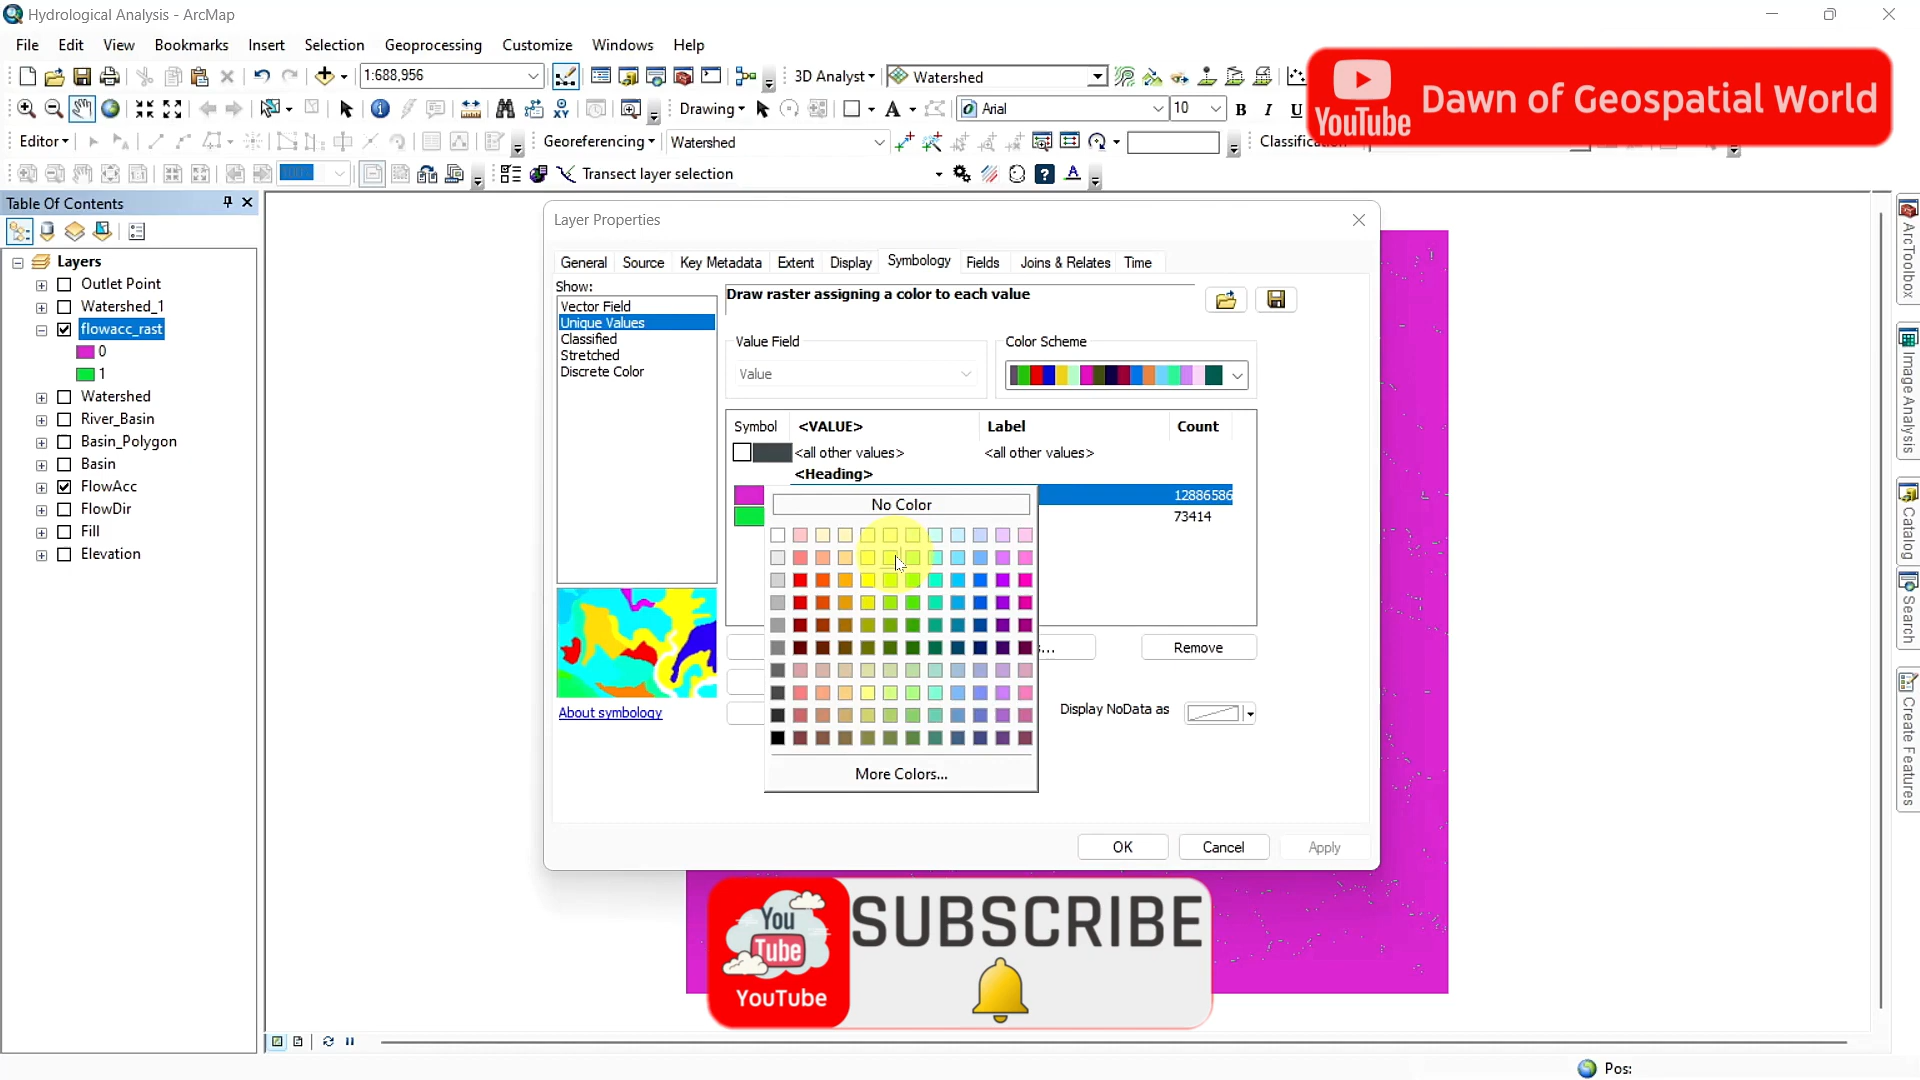 Hydrological Analysis - ArcMap
File Edit View Bookmarks Insert Selection Geoprocessing Customize Windows Help
1:688,956
3D Analyst
Watershed
YouTube
Dawn of Geospatial World
Drawing
Arial
10
B I U
Editor
Georeferencing
Watershed
Transect layer selection
Table Of Contents
Layers
Outlet Point
Watershed_1
flowacc_rast
0
1
Watershed
River_Basin
Basin_Polygon
Basin
FlowAcc
FlowDir
Fill
Elevation
Layer Properties
General Source Key Metadata Extent Display Symbology Fields Joins & Relates Time
Show:
Vector Field
Unique Values
Classified
Stretched
Discrete Color
About symbology
Draw raster assigning a color to each value
Value Field
Value
Color Scheme
Symbol <VALUE> Label Count
<all other values> <all other values>
<Heading>
12886586
73414
No Color
More Colors...
Remove
Display NoData as
OK Cancel Apply
You
Tube
YouTube
SUBSCRIBE
ArcToolbox
Image Analysis
Catalog
Search
Create Features
Pos: